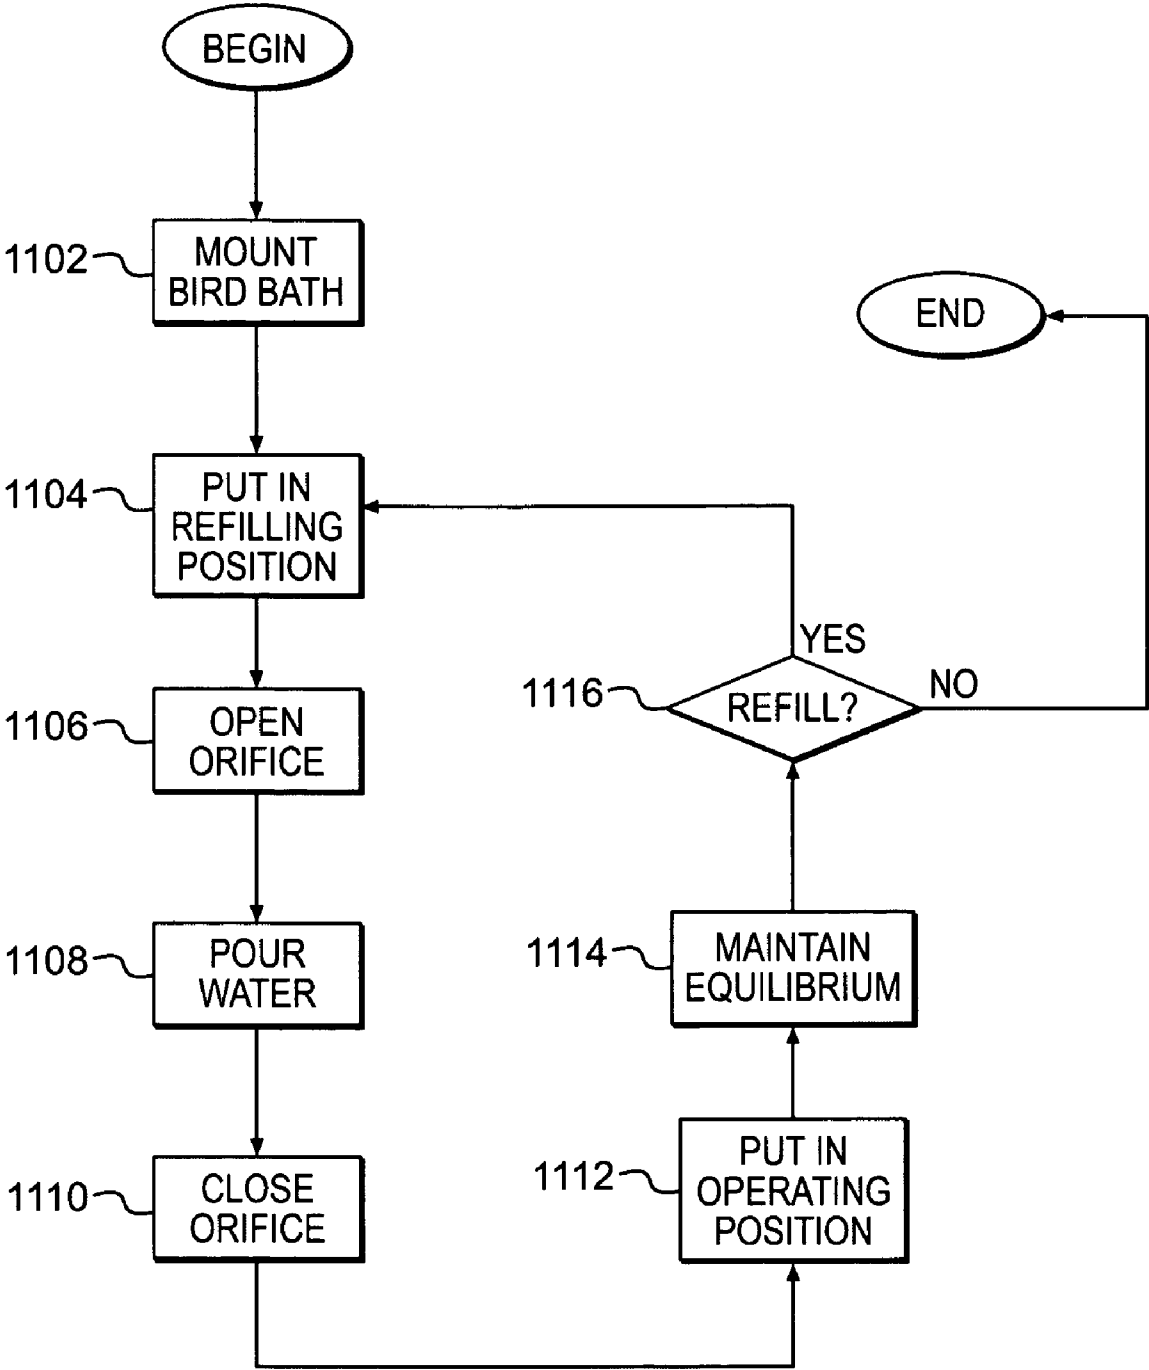 BEGIN
1102
MOUNT
BIRD BATH
END
1104
PUT IN
REFILLING
POSITION
YES
1116
REFILL?
NO
1106
OPEN
ORIFICE
1108
POUR
WATER
1114
MAINTAIN
EQUILIBRIUM
1110
CLOSE
ORIFICE
1112
PUT IN
OPERATING
POSITION